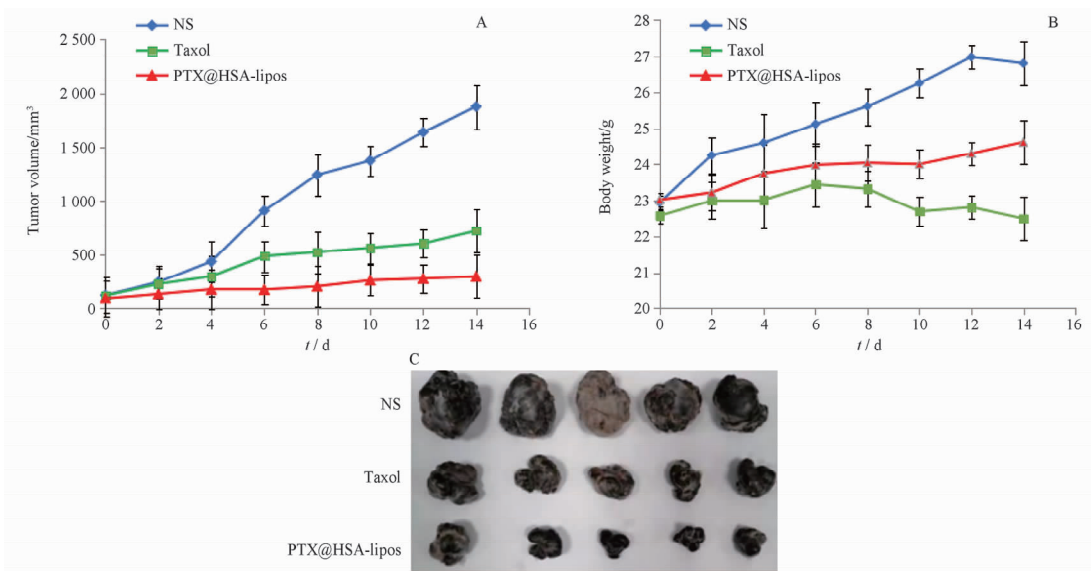 A
NS
Taxol
PTX@HSA-lipos
Tumor volume/mm³
2 500
2 000
1 500
1 000
500
0
0 2 4 6 8 10 12 14 16
t / d
B
NS
Taxol
PTX@HSA-lipos
Body weight/g
28
27
26
25
24
23
22
21
20
0 2 4 6 8 10 12 14 16
t / d
C
NS
Taxol
PTX@HSA-lipos